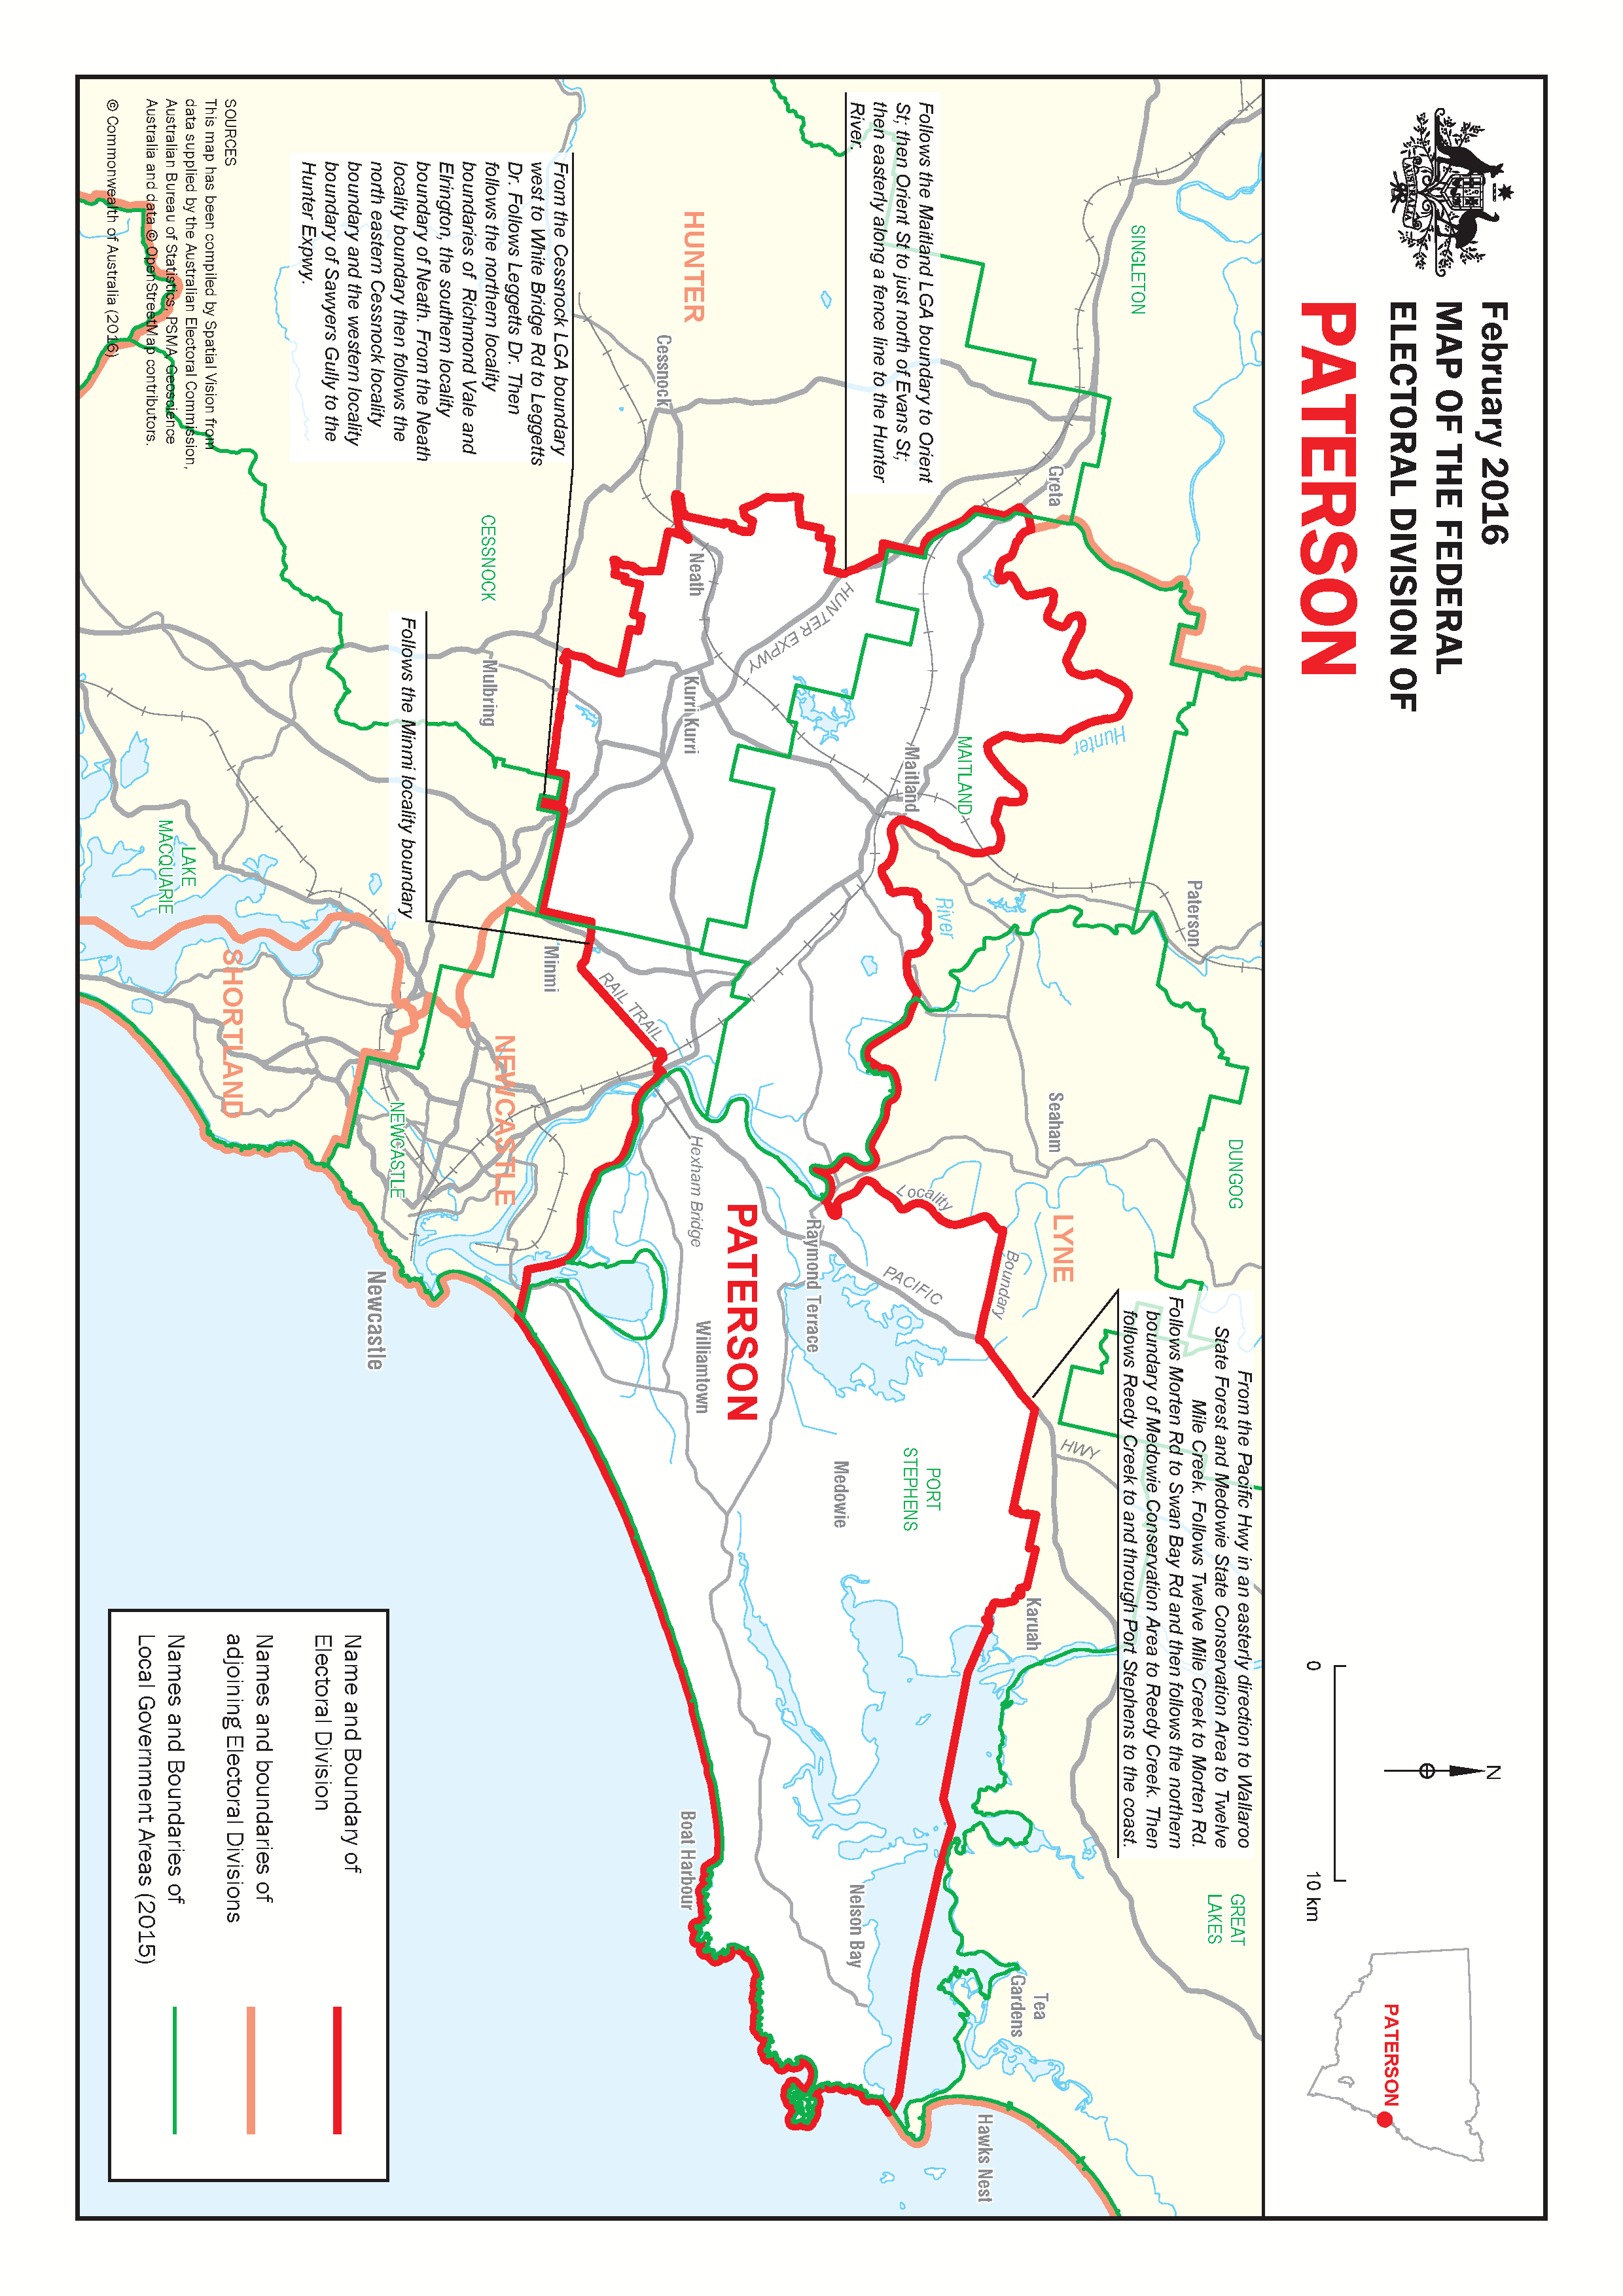 February 2016
MAP OF THE FEDERAL
ELECTORAL DIVISION OF
PATERSON
AUSTRALIA
N
0
10 km
PATERSON
Follows the Maitland LGA boundary to Orient
St; then Orient St to just north of Evans St;
then easterly along a fence line to the Hunter
River.
From the Pacific Hwy in an easterly direction to Wallaroo
State Forest and Medowie State Conservation Area to Twelve
Mile Creek. Follows Twelve Mile Creek to Morten Rd.
Follows Morten Rd to Swan Bay Rd and then follows the northern
boundary of Medowie Conservation Area to Reedy Creek. Then
follows Reedy Creek to and through Port Stephens to the coast.
From the Cessnock LGA boundary
west to White Bridge Rd to Leggetts
Dr. Follows Leggetts Dr. Then
follows the northern locality
boundaries of Richmond Vale and
Elrington, the southern locality
boundary of Neath. From the Neath
locality boundary then follows the
north eastern Cessnock locality
boundary and the western locality
boundary of Sawyers Gully to the
Hunter Expwy.
Follows the Minmi locality boundary
SINGLETON
DUNGOG
GREAT
LAKES
Paterson
Greta
Seaham
LYNE
HWY
Karuah
Tea
Gardens
Hunter
MAITLAND
Maitland
River
Locality
Boundary
PACIFIC
PORT
STEPHENS
Hawks Nest
HUNTER EXPWY
Raymond Terrace
Medowie
Nelson Bay
HUNTER
Cessnock
Neath
Kurri Kurri
Hexham Bridge
PATERSON
Williamtown
Boat Harbour
RAIL TRAIL
CESSNOCK
Mulbring
Minmi
NEWCASTLE
NEWCASTLE
Newcastle
SHORTLAND
LAKE
MACQUARIE
SOURCES
This map has been compiled by Spatial Vision from
data supplied by the Australian Electoral Commission,
Australian Bureau of Statistics, PSMA, Geoscience
Australia and data © OpenStreetMap contributors.
© Commonwealth of Australia (2016)
Name and Boundary of
Electoral Division
Names and boundaries of
adjoining Electoral Divisions
Names and Boundaries of
Local Government Areas (2015)